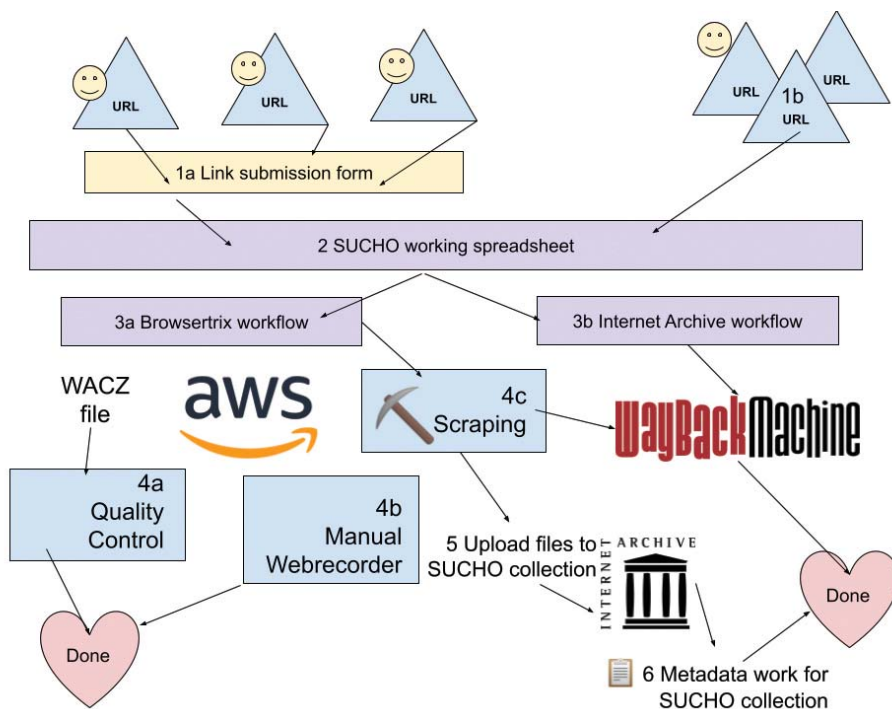 URL
URL
URL
URL
1b
URL
URL
1a Link submission form
2 SUCHO working spreadsheet
3a Browsertrix workflow
3b Internet Archive workflow
WACZ
file
aws
4c
Scraping
WayBackMachine
4a
Quality
Control
4b
Manual
Webrecorder
5 Upload files to
SUCHO collection
INTERNET
ARCHIVE
Done
Done
6 Metadata work for
SUCHO collection